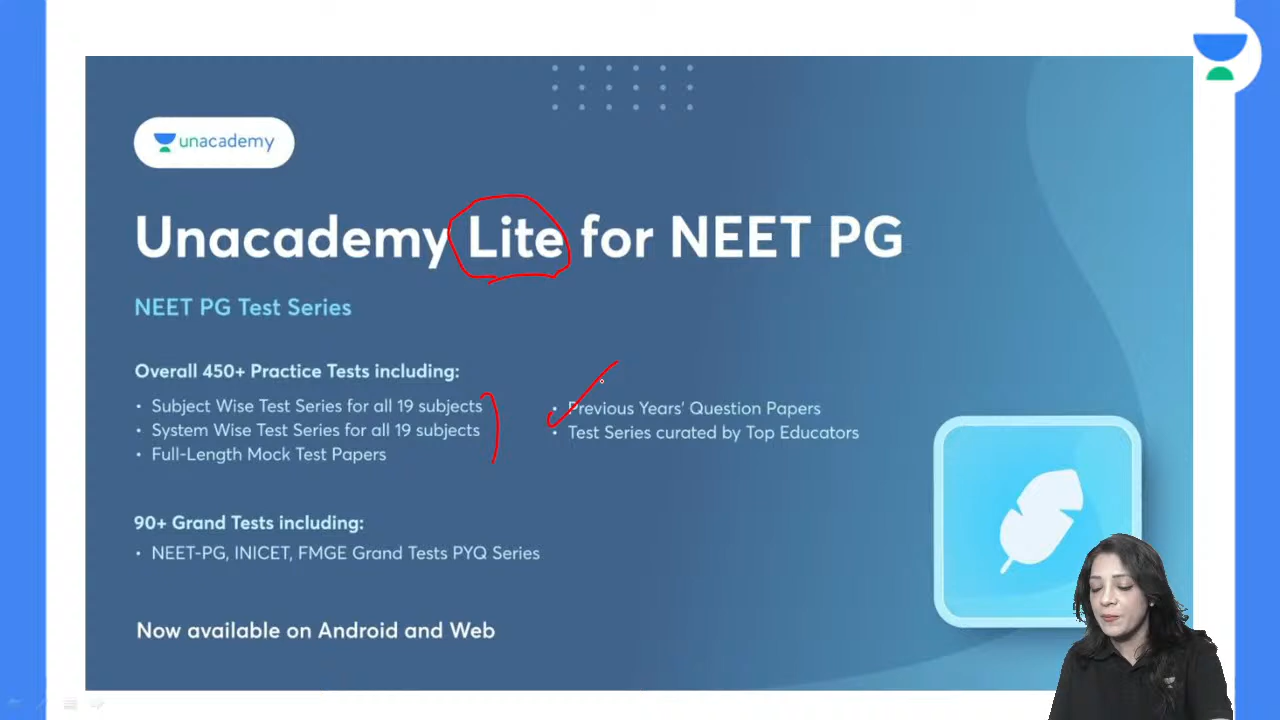 unacademy
Unacademy Lite for NEET PG
NEET PG Test Series
Overall 450+ Practice Tests including:
• Subject Wise Test Series for all 19 subjects
• System Wise Test Series for all 19 subjects
• Full-Length Mock Test Papers
• Previous Years' Question Papers
• Test Series curated by Top Educators
90+ Grand Tests including:
• NEET-PG, INICET, FMGE Grand Tests PYQ Series
Now available on Android and Web